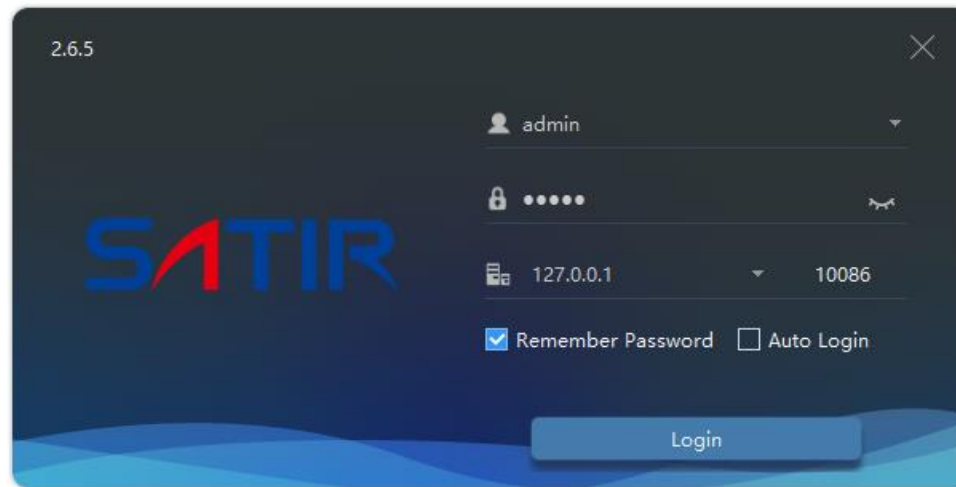 2.6.5
admin
•••••
SATIR
127.0.0.1 10086
Remember Password Auto Login
Login